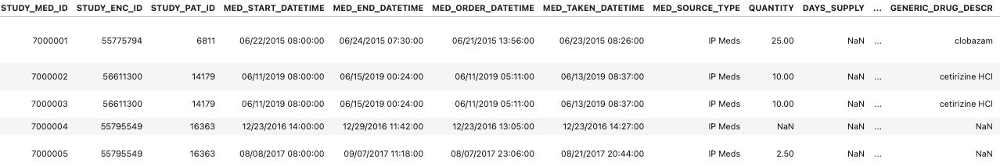 STUDY_MED_ID STUDY_ENC_ID STUDY_PAT_ID MED_START_DATETIME MED_END_DATETIME MED_ORDER_DATETIME MED_TAKEN_DATETIME MED_SOURCE_TYPE QUANTITY DAYS_SUPPLY ... GENERIC_DRUG_DESCR
7000001 55775794 6811 06/22/2015 08:00:00 06/24/2015 07:30:00 06/21/2015 13:56:00 06/23/2015 08:26:00 IP Meds 25.00 NaN ... clobazam
7000002 56611300 14179 06/11/2019 08:00:00 06/15/2019 00:24:00 06/11/2019 05:11:00 06/13/2019 08:37:00 IP Meds 10.00 NaN ... cetirizine HCl
7000003 56611300 14179 06/11/2019 08:00:00 06/15/2019 00:24:00 06/11/2019 05:11:00 06/13/2019 08:37:00 IP Meds 10.00 NaN ... cetirizine HCl
7000004 55795549 16363 12/23/2016 14:00:00 12/29/2016 11:42:00 12/23/2016 13:05:00 12/23/2016 14:27:00 IP Meds NaN NaN ... NaN
7000005 55795549 16363 08/08/2017 08:00:00 09/07/2017 11:18:00 08/07/2017 23:06:00 08/21/2017 20:44:00 IP Meds 2.50 NaN ... NaN